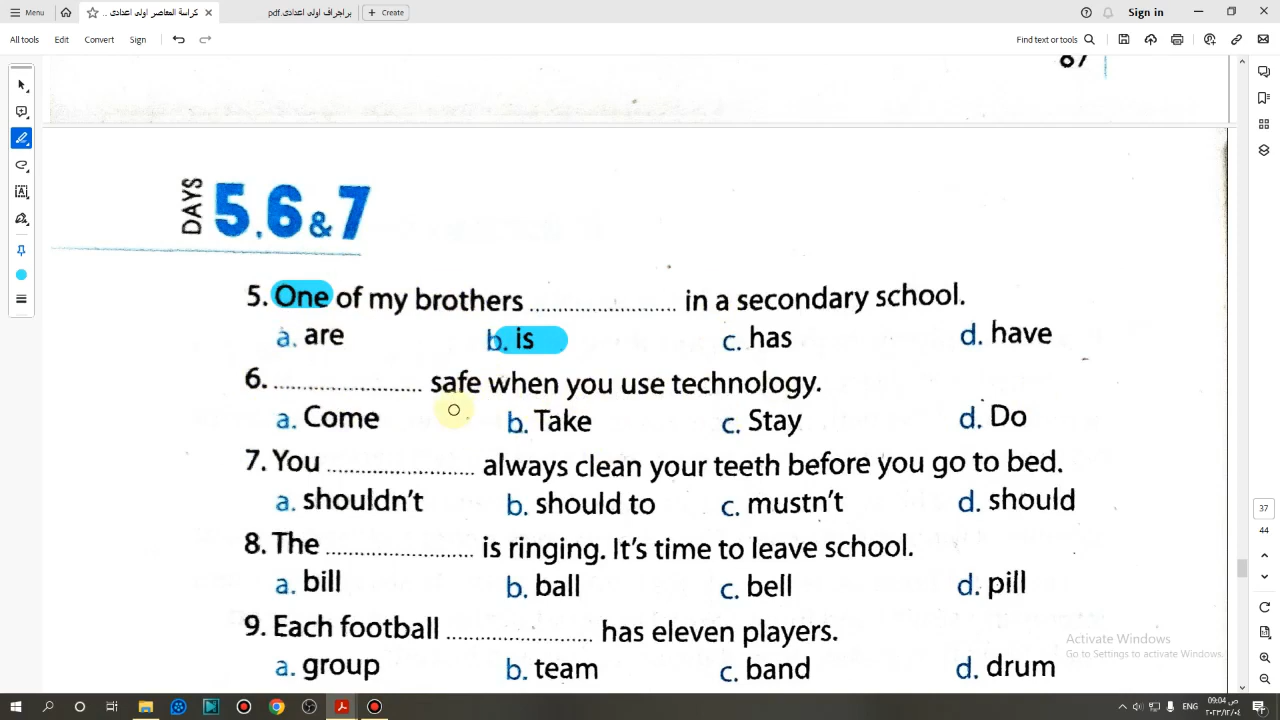 Menu
كراسة المعاصر اولى اعدادى ..
براجراف اولى اعدادى.pdf
Create
Sign in
All tools Edit Convert Sign
Find text or tools
87
DAYS
5.6 & 7
5. One of my brothers ........................ in a secondary school.
a. are b. is c. has d. have
6. ........................ safe when you use technology.
a. Come b. Take c. Stay d. Do
7. You ........................ always clean your teeth before you go to bed.
a. shouldn't b. should to c. mustn't d. should
8. The ........................ is ringing. It's time to leave school.
a. bill b. ball c. bell d. pill
9. Each football ........................ has eleven players.
a. group b. team c. band d. drum
37
44
Activate Windows
Go to Settings to activate Windows.
ENG
09:04 ص